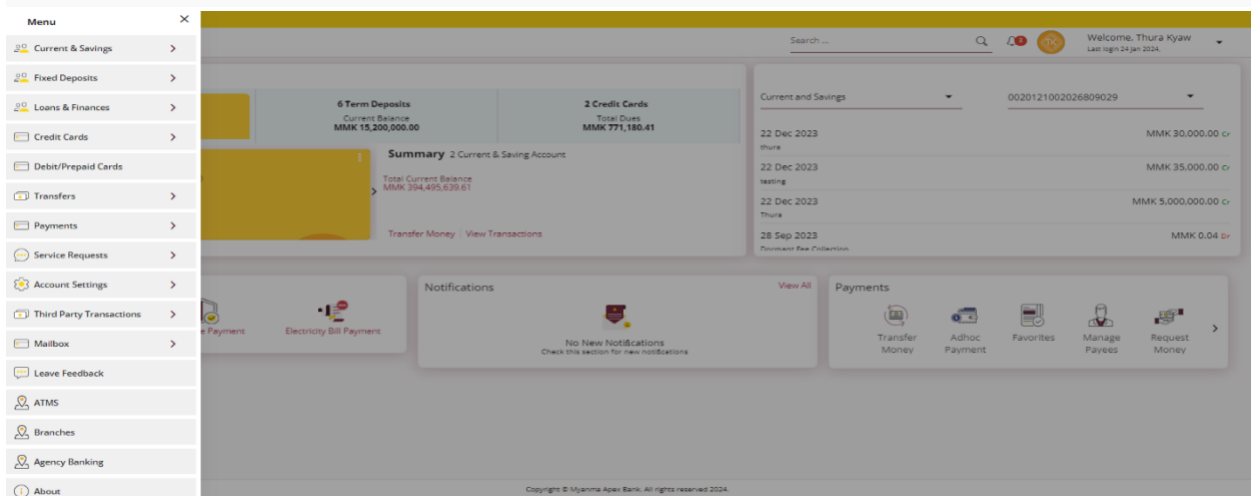 Menu
Current & Savings
Fixed Deposits
Loans & Finances
Credit Cards
Debit/Prepaid Cards
Transfers
Payments
Service Requests
Account Settings
Third Party Transactions
Mailbox
Leave Feedback
ATMS
Branches
Agency Banking
About
Search ...
Welcome, Thura Kyaw
Last login 24 Jan 2024.
6 Term Deposits
Current Balance
MMK 15,200,000.00
2 Credit Cards
Total Dues
MMK 771,180.41
Summary 2 Current & Saving Account
Total Current Balance
MMK 394,495,639.61
Transfer Money View Transactions
Current and Savings
0020121002026809029
22 Dec 2023 MMK 30,000.00 Cr
thura
22 Dec 2023 MMK 35,000.00 Cr
testing
22 Dec 2023 MMK 5,000,000.00 Cr
Thura
28 Sep 2023 MMK 0.04 Dr
Document Fee Collection
Payment
Electricity Bill Payment
Notifications
View All
No New Notifications
Check this section for new notifications
Payments
Transfer Money
Adhoc Payment
Favorites
Manage Payees
Request Money
Copyright © Myanma Apex Bank. All rights reserved 2024.